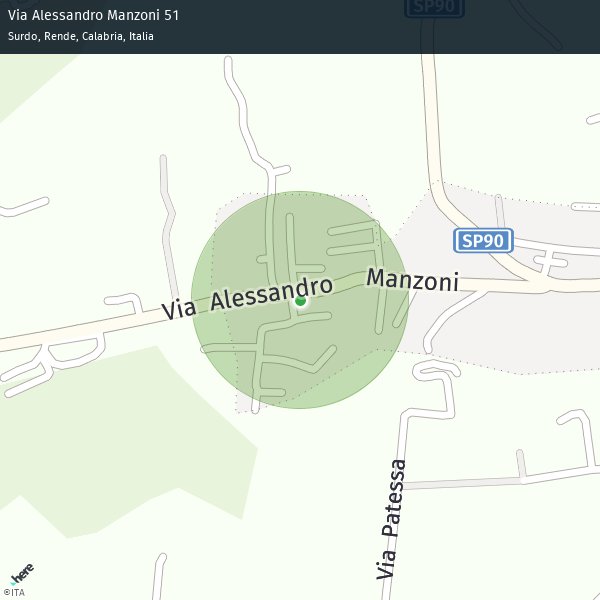 Via Alessandro Manzoni 51
Surdo, Rende, Calabria, Italia
SP90
SP90
Via Alessandro Manzoni
Via Patessa
here
©ITA